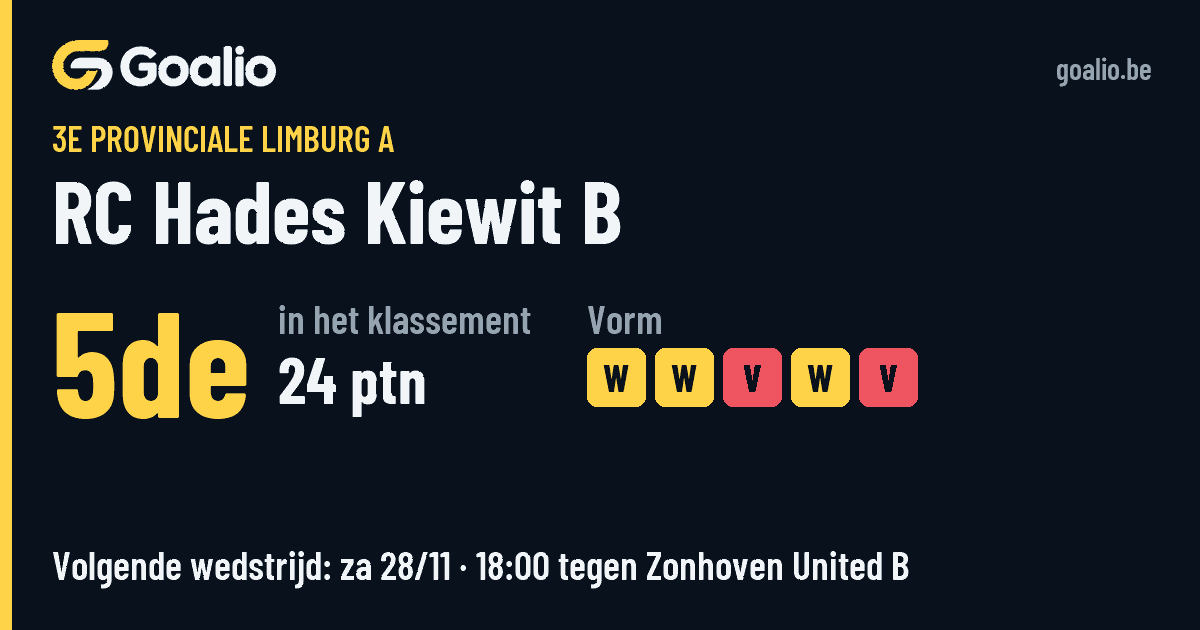 Goalio
goalio.be
3E PROVINCIALE LIMBURG A
RC Hades Kiewit B
5de
in het klassement
24 ptn
Vorm
W W V W V
Volgende wedstrijd: za 28/11 · 18:00 tegen Zonhoven United B